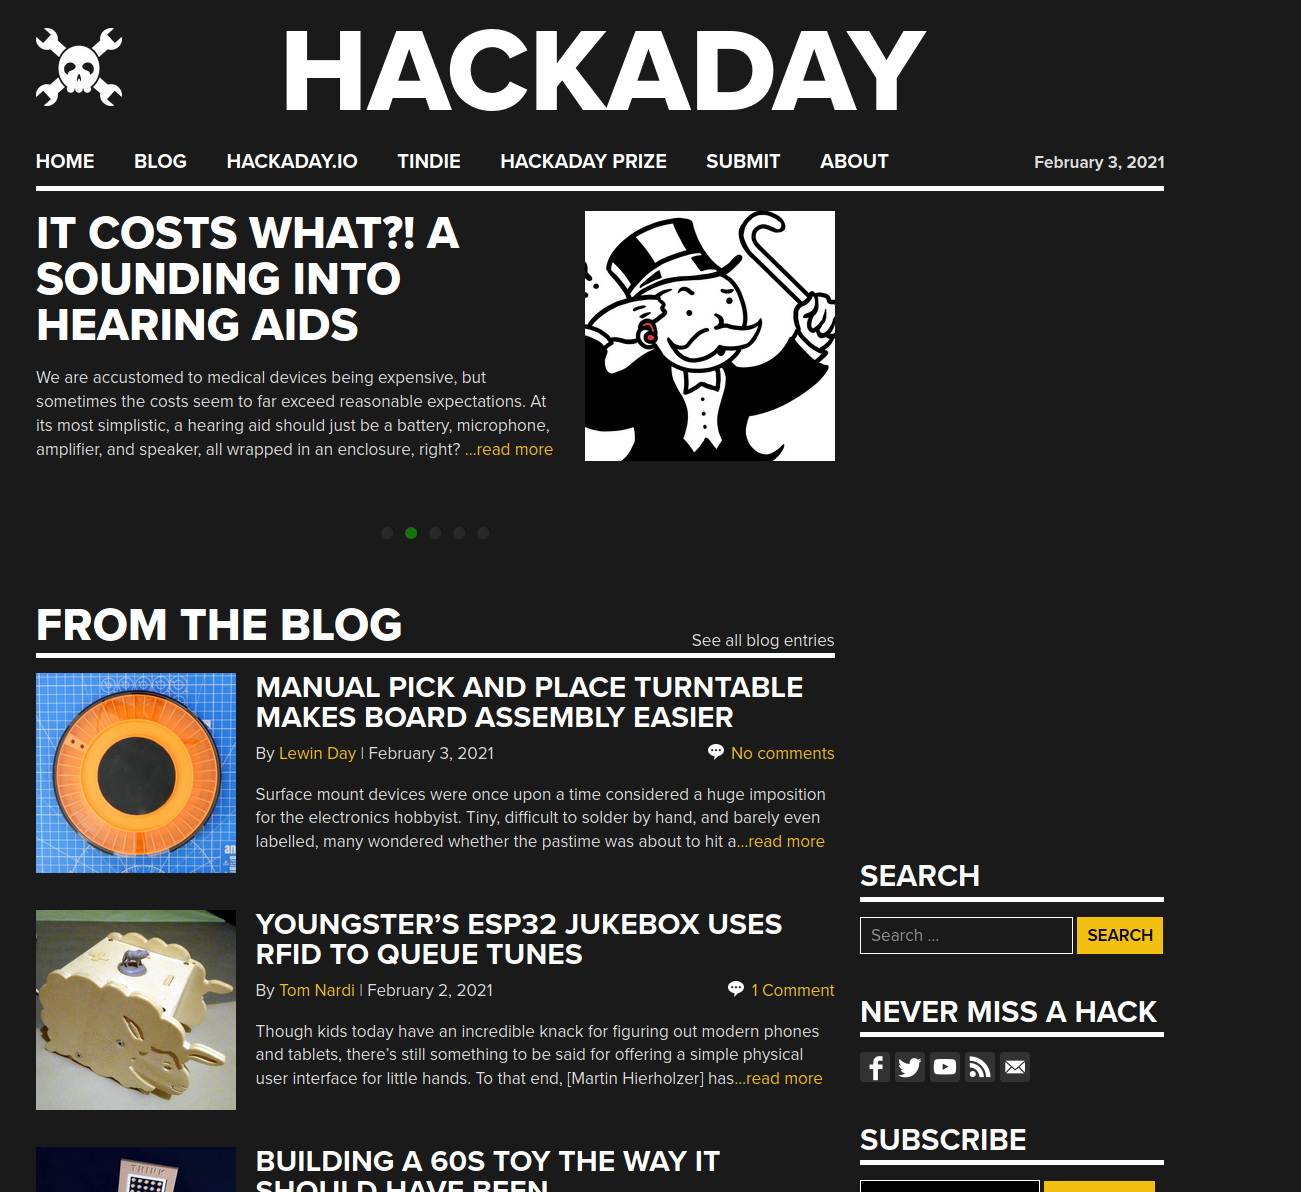 HACKADAY
HOME BLOG HACKADAY.IO TINDIE HACKADAY PRIZE SUBMIT ABOUT February 3, 2021
IT COSTS WHAT?! A
SOUNDING INTO
HEARING AIDS
We are accustomed to medical devices being expensive, but
sometimes the costs seem to far exceed reasonable expectations. At
its most simplistic, a hearing aid should just be a battery, microphone,
amplifier, and speaker, all wrapped in an enclosure, right? ...read more
FROM THE BLOG
See all blog entries
MANUAL PICK AND PLACE TURNTABLE
MAKES BOARD ASSEMBLY EASIER
By Lewin Day | February 3, 2021 No comments
Surface mount devices were once upon a time considered a huge imposition
for the electronics hobbyist. Tiny, difficult to solder by hand, and barely even
labelled, many wondered whether the pastime was about to hit a...read more
YOUNGSTER’S ESP32 JUKEBOX USES
RFID TO QUEUE TUNES
By Tom Nardi | February 2, 2021 1 Comment
Though kids today have an incredible knack for figuring out modern phones
and tablets, there’s still something to be said for offering a simple physical
user interface for little hands. To that end, [Martin Hierholzer] has...read more
THINK
BUILDING A 60S TOY THE WAY IT
SHOULD HAVE BEEN
SEARCH
Search ... SEARCH
NEVER MISS A HACK
SUBSCRIBE